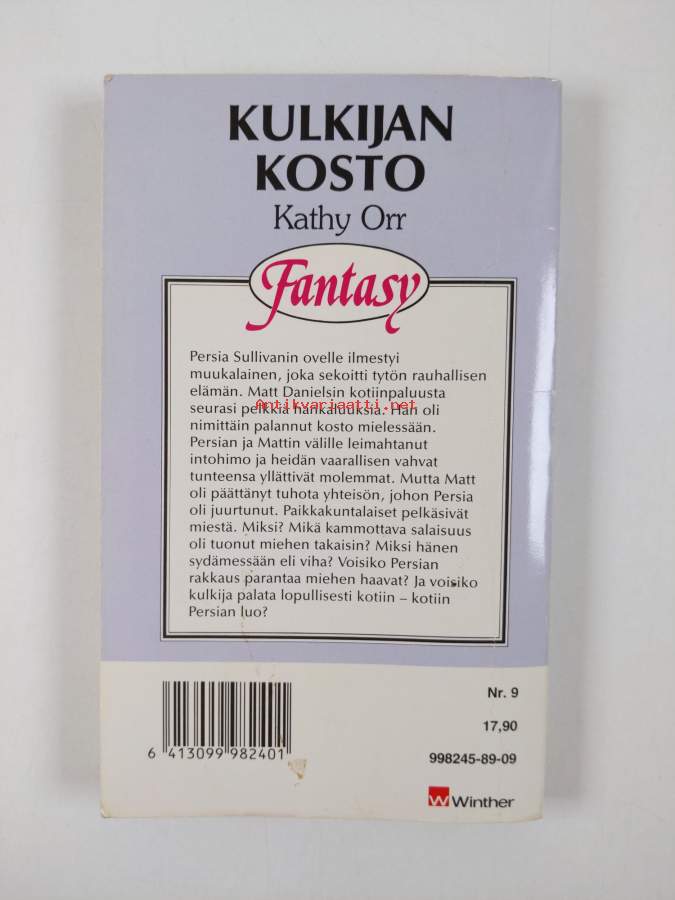 KULKIJAN
KOSTO
Kathy Orr
Fantasy
Persia Sullivanin ovelle ilmestyi
muukalainen, joka sekoitti tytön rauhallisen
elämän. Matt Danielsin kotiinpaluusta
seurasi pelkkiä hankaluuksia. Hän oli
Antikvariaatti.net
nimittäin palannut kosto mielessään.
Persian ja Mattin välille leimahtanut
intohimo ja heidän vaarallisen vahvat
tunteensa yllättivät molemmat. Mutta Matt
oli päättänyt tuhota yhteisön, johon Persia
oli juurtunut. Paikkakuntalaiset pelkäsivät
miestä. Miksi? Mikä kammottava salaisuus
oli tuonut miehen takaisin? Miksi hänen
sydämessään eli viha? Voisiko Persian
rakkaus parantaa miehen haavat? Ja voisiko
kulkija palata lopullisesti kotiin – kotiin
Persian luo?
6 413099 982401
Nr. 9
17,90
998245-89-09
W Winther